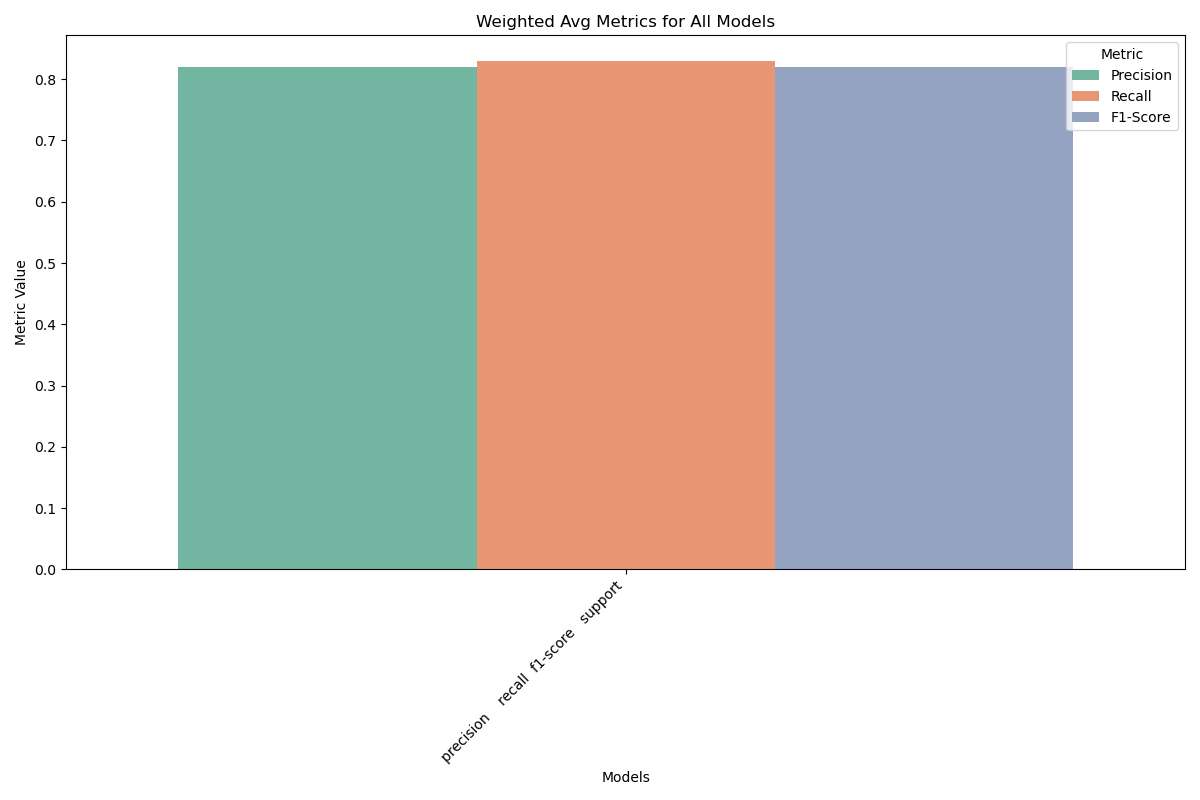 Weighted Avg Metrics for All Models
Metric
Precision
Recall
F1-Score
Metric Value
0.8
0.7
0.6
0.5
0.4
0.3
0.2
0.1
0.0
precision    recall  f1-score   support
Models